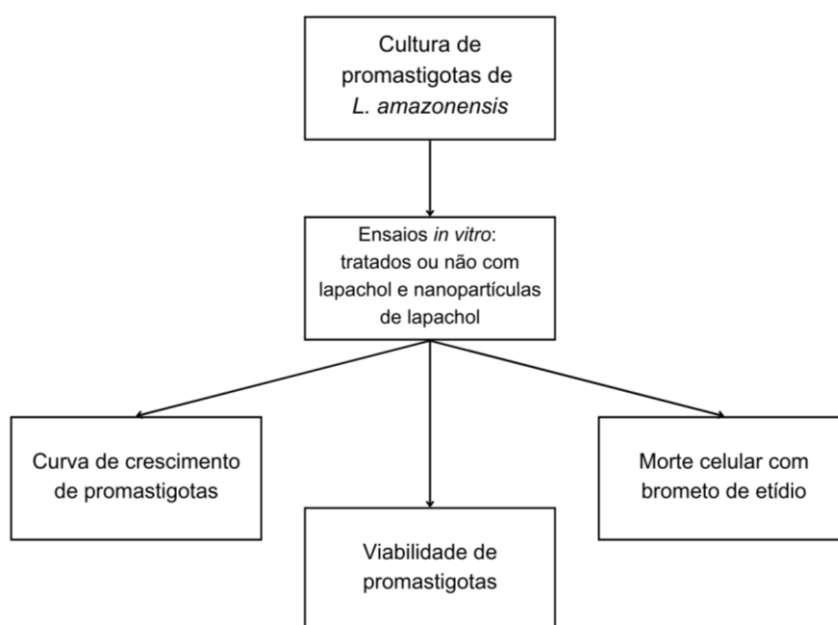 Cultura de
promastigotas de
L. amazonensis
Ensaios in vitro:
tratados ou não com
lapachol e nanopartículas
de lapachol
Curva de crescimento
de promastigotas
Viabilidade de
promastigotas
Morte celular com
brometo de etídio